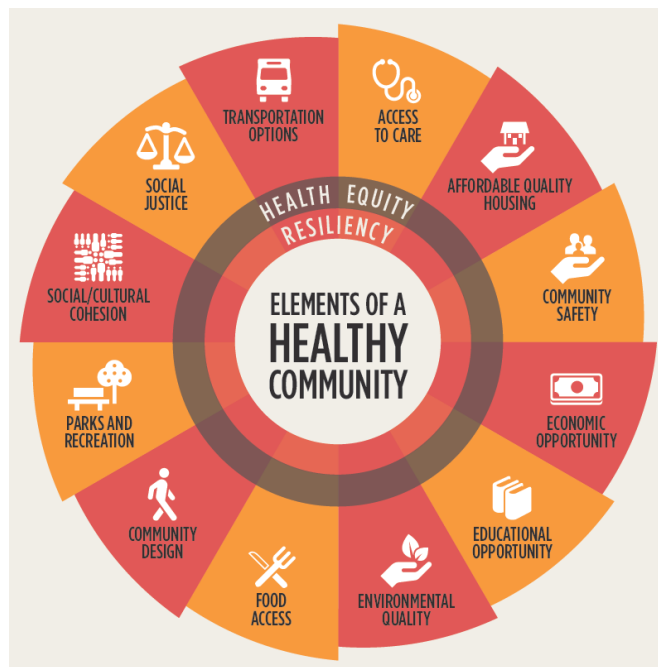 ELEMENTS OF A
HEALTHY
COMMUNITY
HEALTH EQUITY
RESILIENCY
ACCESS
TO CARE
AFFORDABLE QUALITY
HOUSING
COMMUNITY
SAFETY
ECONOMIC
OPPORTUNITY
EDUCATIONAL
OPPORTUNITY
ENVIRONMENTAL
QUALITY
FOOD
ACCESS
COMMUNITY
DESIGN
PARKS AND
RECREATION
SOCIAL/CULTURAL
COHESION
SOCIAL
JUSTICE
TRANSPORTATION
OPTIONS